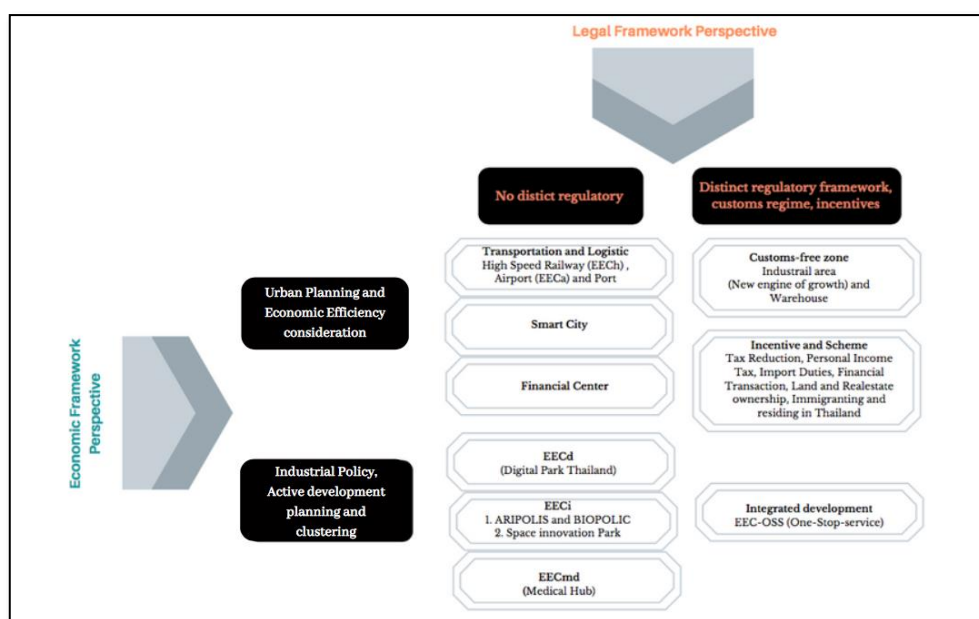 Legal Framework Perspective
No distict regulatory
Distinct regulatory framework,
customs regime, incentives
Economic Framework
Perspective
Urban Planning and
Economic Efficiency
consideration
Transportation and Logistic
High Speed Railway (EECh) ,
Airport (EECa) and Port
Smart City
Financial Center
Customs-free zone
Industrail area
(New engine of growth) and
Warehouse
Incentive and Scheme
Tax Reduction, Personal Income
Tax, Import Duties, Financial
Transaction, Land and Realestate
ownership, Immigranting and
residing in Thailand
Industrial Policy,
Active development
planning and
clustering
EECd
(Digital Park Thailand)
EECi
1. ARIPOLIS and BIOPOLIC
2. Space innovation Park
EECmd
(Medical Hub)
Integrated development
EEC-OSS (One-Stop-service)